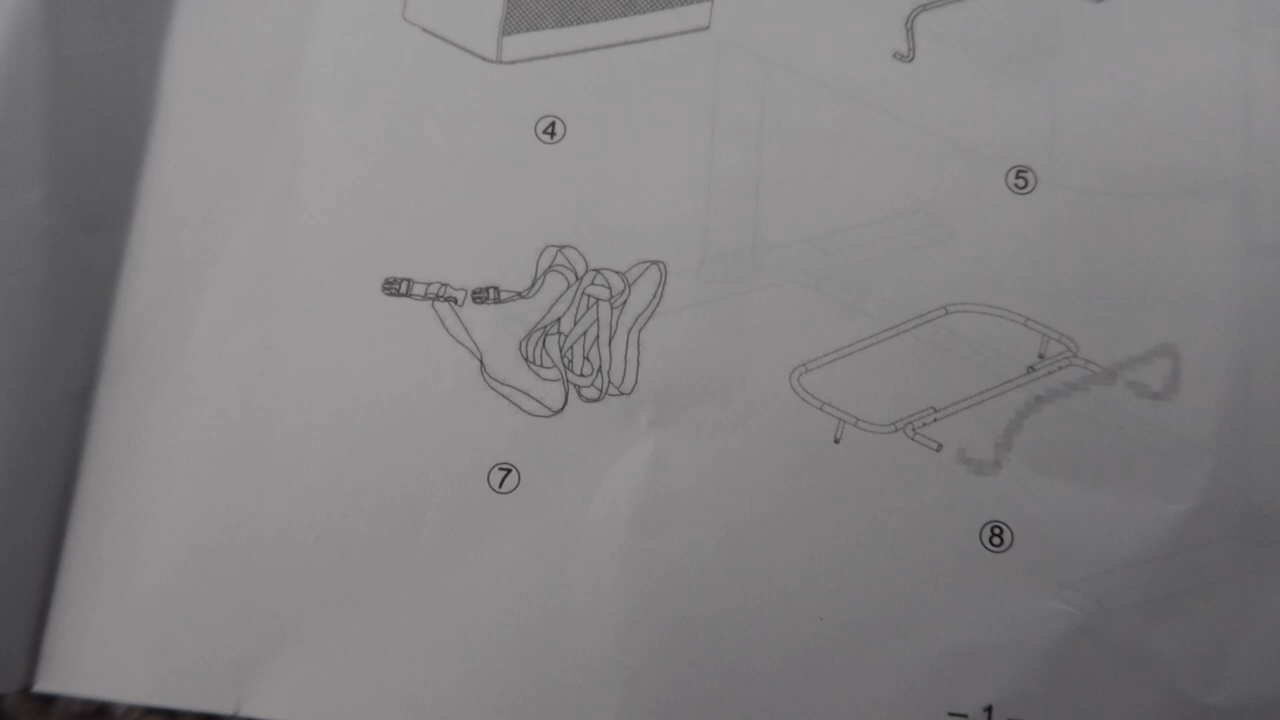 ④
⑤
⑦
⑧
– 1 –